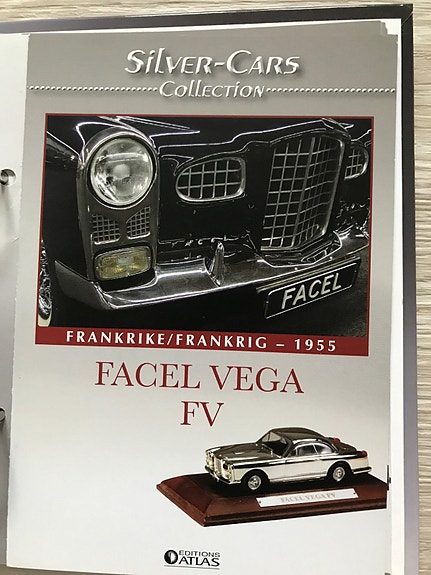 Silver-Cars
Collection
FACEL
FRANKRIKE/FRANKRIG – 1955
FACEL VEGA
FV
FACEL VEGA FV
EDITIONS
ATLAS